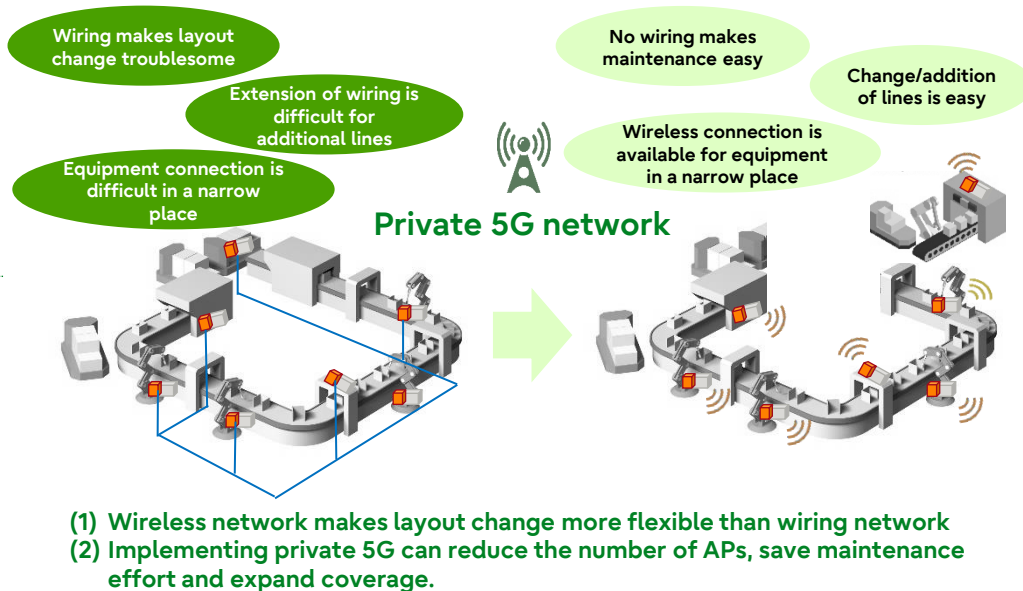 Wiring makes layout
change troublesome
Extension of wiring is
difficult for
additional lines
Equipment connection is
difficult in a narrow
place
No wiring makes
maintenance easy
Change/addition
of lines is easy
Wireless connection is
available for equipment
in a narrow place
Private 5G network
(1) Wireless network makes layout change more flexible than wiring network
(2) Implementing private 5G can reduce the number of APs, save maintenance
effort and expand coverage.